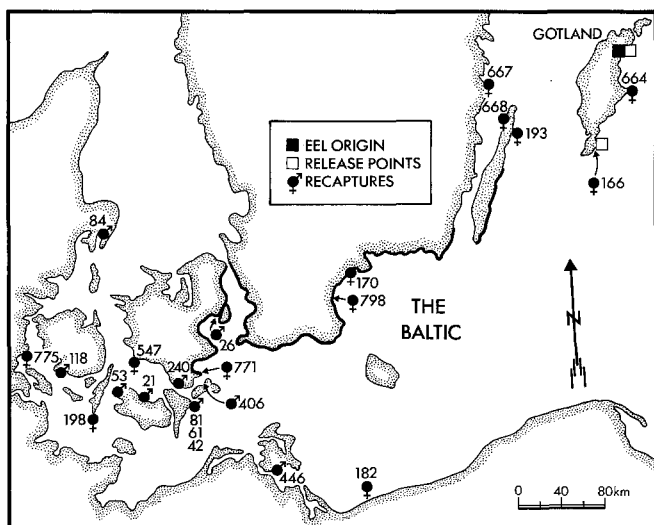 GOTLAND
667
664
668
193
EEL ORIGIN
RELEASE POINTS
RECAPTURES
166
84
170
798
THE
BALTIC
N
26
547
775
118
240
771
53
21
406
198
81
61
42
446
182
0 40 80km